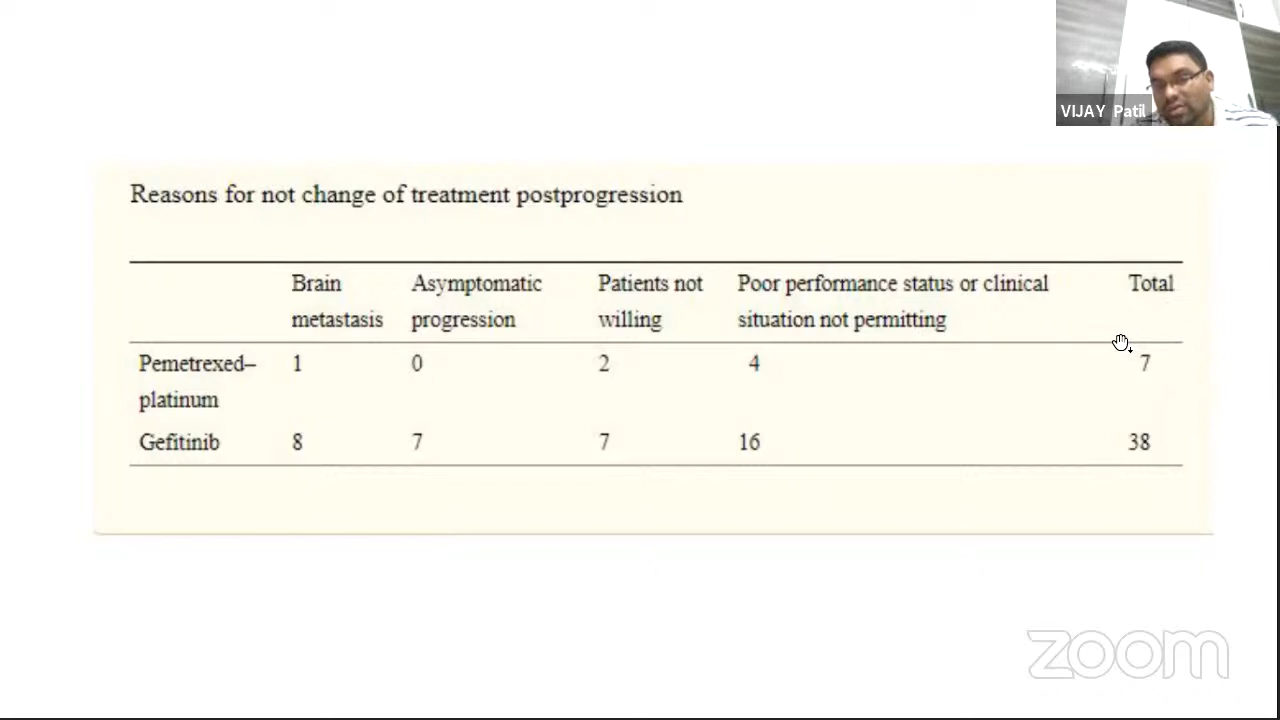 VIJAY Patil
Reasons for not change of treatment postprogression
Brain metastasis Asymptomatic progression Patients not willing Poor performance status or clinical situation not permitting Total
Pemetrexed–platinum 1 0 2 4 7
Gefitinib 8 7 7 16 38
zoom